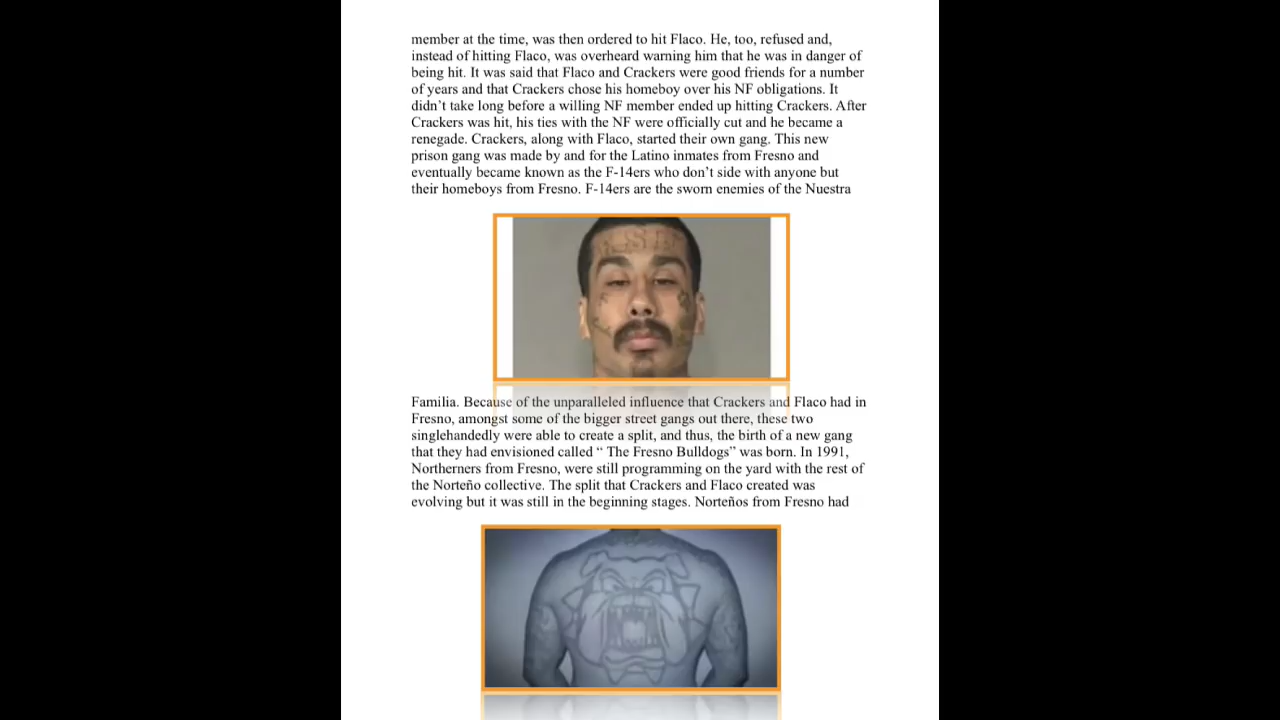 member at the time, was then ordered to hit Flaco. He, too, refused and,
instead of hitting Flaco, was overheard warning him that he was in danger of
being hit. It was said that Flaco and Crackers were good friends for a number
of years and that Crackers chose his homeboy over his NF obligations. It
didn’t take long before a willing NF member ended up hitting Crackers. After
Crackers was hit, his ties with the NF were officially cut and he became a
renegade. Crackers, along with Flaco, started their own gang. This new
prison gang was made by and for the Latino inmates from Fresno and
eventually became known as the F-14ers who don’t side with anyone but
their homeboys from Fresno. F-14ers are the sworn enemies of the Nuestra
Familia. Because of the unparalleled influence that Crackers and Flaco had in
Fresno, amongst some of the bigger street gangs out there, these two
singlehandedly were able to create a split, and thus, the birth of a new gang
that they had envisioned called “ The Fresno Bulldogs” was born. In 1991,
Northerners from Fresno, were still programming on the yard with the rest of
the Norteño collective. The split that Crackers and Flaco created was
evolving but it was still in the beginning stages. Norteños from Fresno had